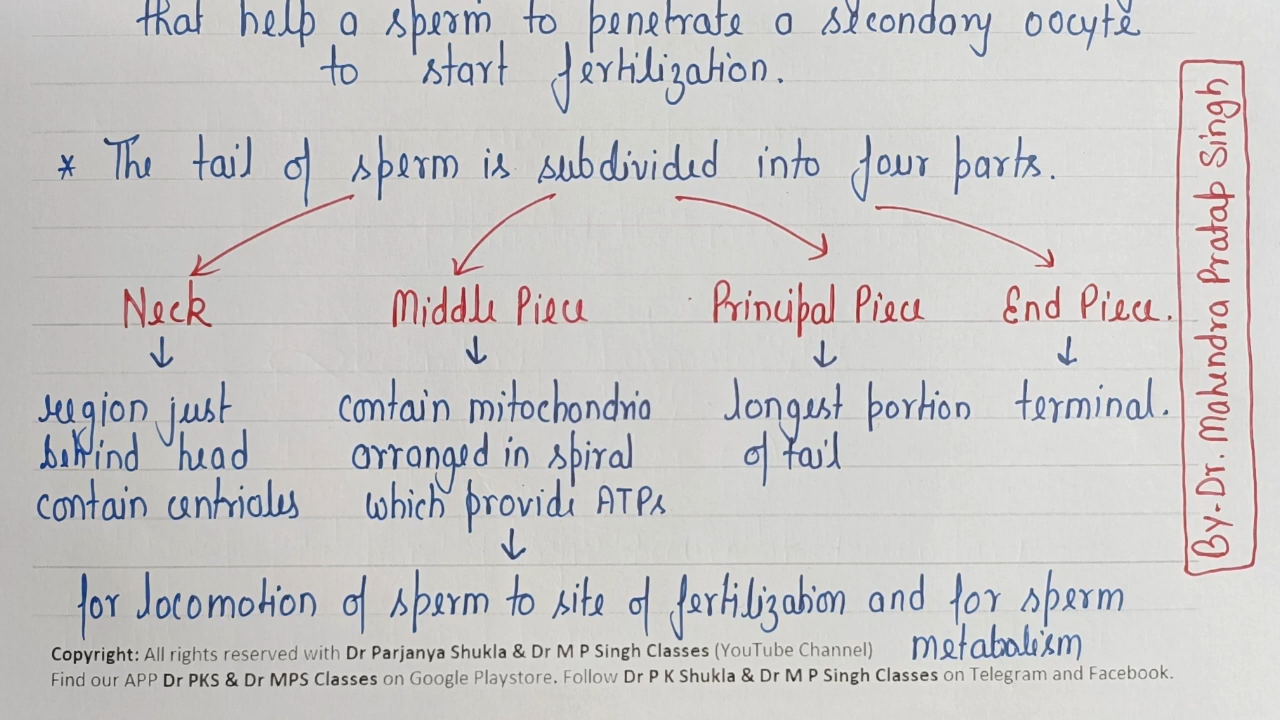 that help a sperm to penetrate a secondary oocyte
to start fertilization.
* The tail of sperm is subdivided into four parts.
Neck Middle Piece Principal Piece End Piece.
region just contain mitochondria longest portion terminal.
behind head arranged in spiral of tail
contain centrioles which provide ATPs
for locomotion of sperm to site of fertilization and for sperm
metabolism
Copyright: All rights reserved with Dr Parjanya Shukla & Dr M P Singh Classes (YouTube Channel)
Find our APP Dr PKS & Dr MPS Classes on Google Playstore. Follow Dr P K Shukla & Dr M P Singh Classes on Telegram and Facebook.
By-Dr. Mahendra Pratap Singh